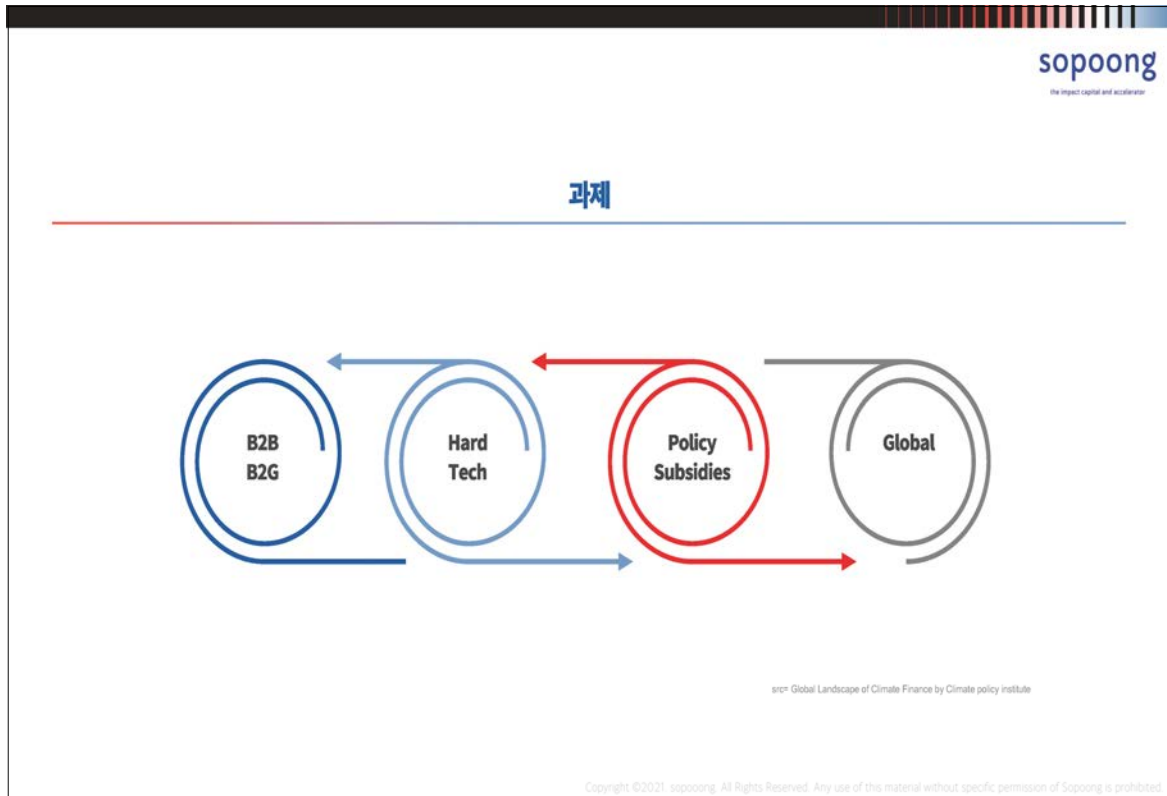 sopoong
the impact capital and accelerator
과제
B2B
B2G
Hard
Tech
Policy
Subsidies
Global
src= Global Landscape of Climate Finance by Climate policy institute
Copyright ©2021. sopooong. All Rights Reserved. Any use of this material without specific permission of Sopoong is prohibited.